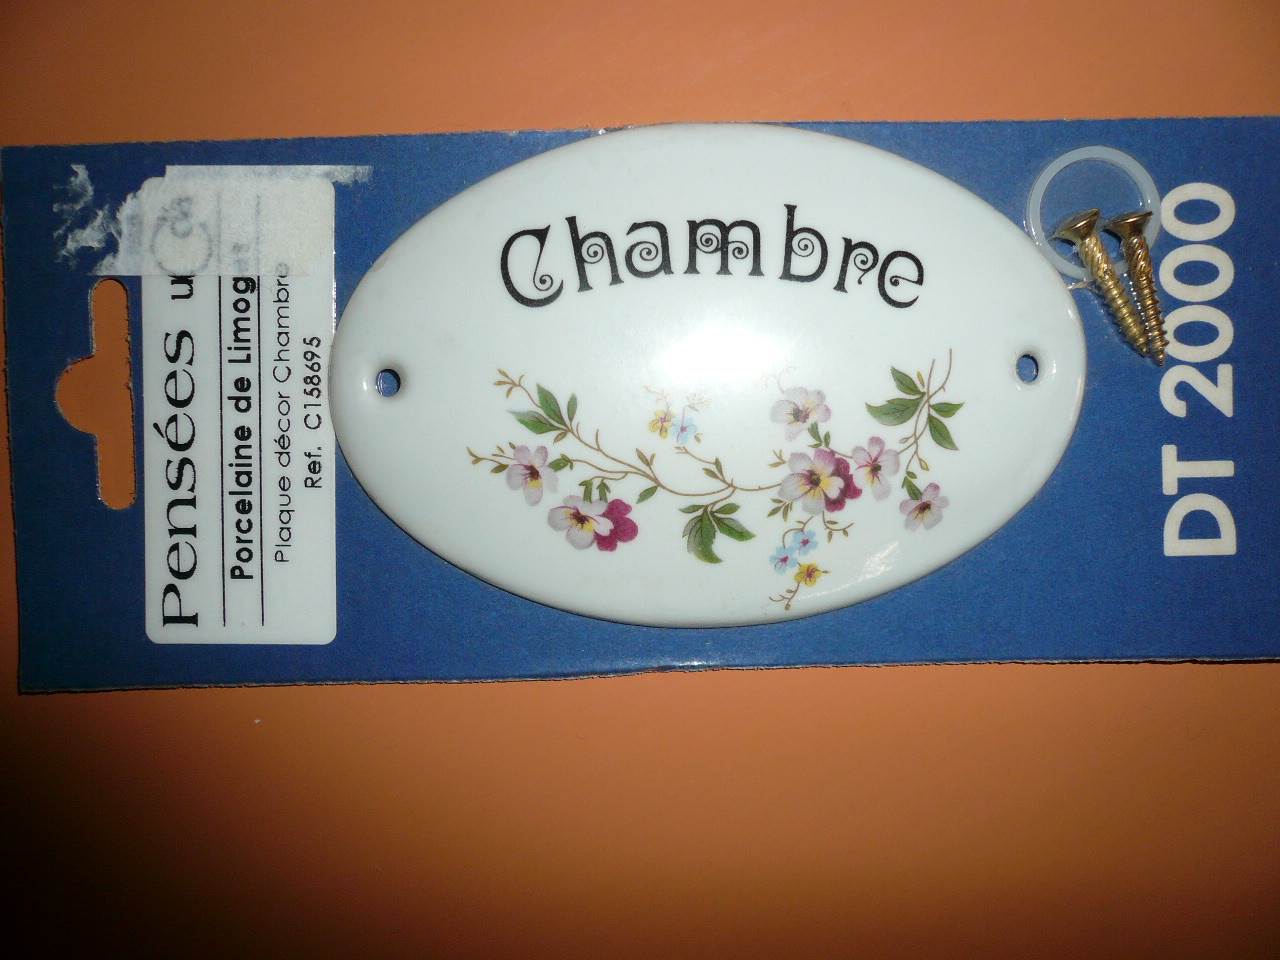 Chambre
Pensées
Porcelaine de Limog
Plaque décor Chambre
Ref. C158695
DT 2000